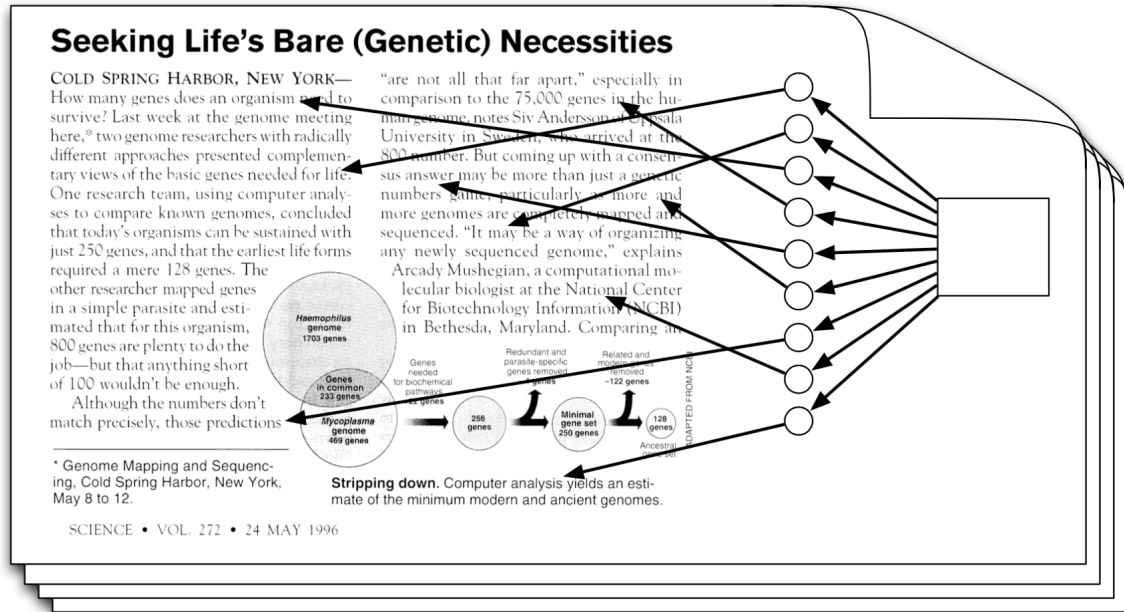 Seeking Life's Bare (Genetic) Necessities
COLD SPRING HARBOR, NEW YORK—
How many genes does an organism need to
survive? Last week at the genome meeting
here,* two genome researchers with radically
different approaches presented complemen-
tary views of the basic genes needed for life.
One research team, using computer analy-
ses to compare known genomes, concluded
that today's organisms can be sustained with
just 250 genes, and that the earliest life forms
required a mere 128 genes. The
other researcher mapped genes
in a simple parasite and esti-
mated that for this organism,
800 genes are plenty to do the
job—but that anything short
of 100 wouldn't be enough.
Although the numbers don't
match precisely, those predictions
* Genome Mapping and Sequenc-
ing, Cold Spring Harbor, New York,
May 8 to 12.
"are not all that far apart," especially in
comparison to the 75,000 genes in the hu-
man genome, notes Siv Andersson of Uppsala
University in Sweden, who arrived at the
800 number. But coming up with a consen-
sus answer may be more than just a genetic
numbers game, particularly as more and
more genomes are completely mapped and
sequenced. "It may be a way of organizing
any newly sequenced genome," explains
Arcady Mushegian, a computational mo-
lecular biologist at the National Center
for Biotechnology Information (NCBI)
in Bethesda, Maryland. Comparing an
Haemophilus
genome
1703 genes
Genes
in common
233 genes
Mycoplasma
genome
469 genes
Genes
needed
for biochemical
pathways
22 genes
256
genes
Redundant and
parasite-specific
genes removed
genes
Minimal
gene set
250 genes
Related and
modern genes
removed
–122 genes
128
genes
Ancestral
gene set
ADAPTED FROM NCBI
Stripping down. Computer analysis yields an esti-
mate of the minimum modern and ancient genomes.
SCIENCE • VOL. 272 • 24 MAY 1996